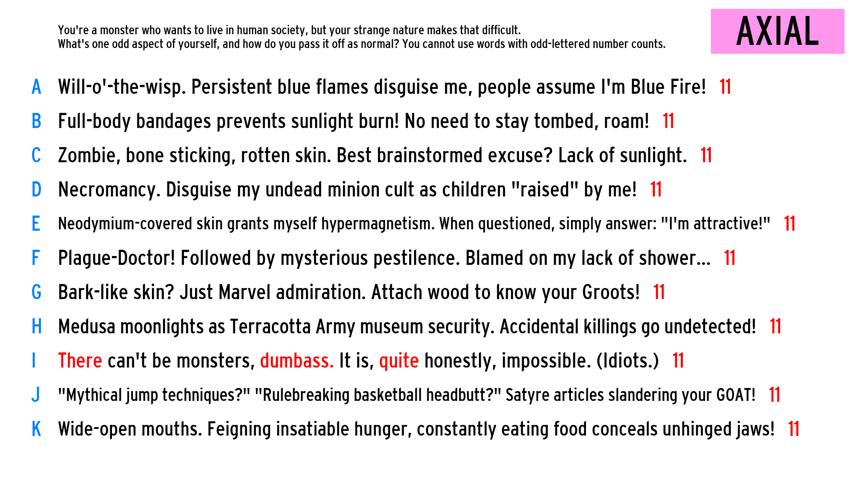 You're a monster who wants to live in human society, but your strange nature makes that difficult.
What's one odd aspect of yourself, and how do you pass it off as normal? You cannot use words with odd-lettered number counts.
AXIAL
A Will-o'-the-wisp. Persistent blue flames disguise me, people assume I'm Blue Fire! 11
B Full-body bandages prevents sunlight burn! No need to stay tombed, roam! 11
C Zombie, bone sticking, rotten skin. Best brainstormed excuse? Lack of sunlight. 11
D Necromancy. Disguise my undead minion cult as children "raised" by me! 11
E Neodymium-covered skin grants myself hypermagnetism. When questioned, simply answer: "I'm attractive!" 11
F Plague-Doctor! Followed by mysterious pestilence. Blamed on my lack of shower... 11
G Bark-like skin? Just Marvel admiration. Attach wood to know your Groots! 11
H Medusa moonlights as Terracotta Army museum security. Accidental killings go undetected! 11
I There can't be monsters, dumbass. It is, quite honestly, impossible. (Idiots.) 11
J "Mythical jump techniques?" "Rulebreaking basketball headbutt?" Satyre articles slandering your GOAT! 11
K Wide-open mouths. Feigning insatiable hunger, constantly eating food conceals unhinged jaws! 11